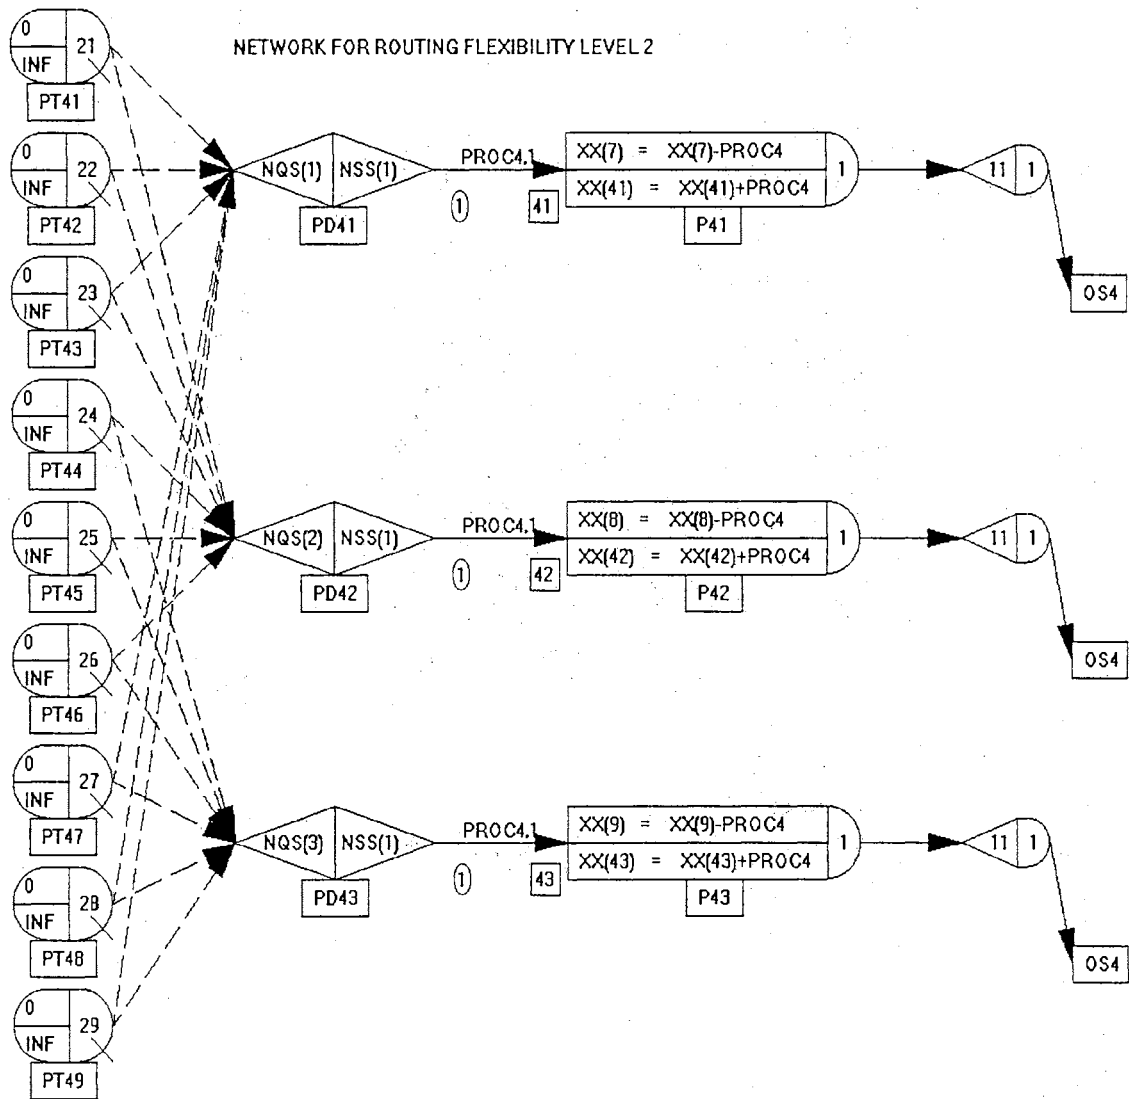 NETWORK FOR ROUTING FLEXIBILITY LEVEL 2
0
INF
21
PT41
0
INF
22
PT42
0
INF
23
PT43
0
INF
24
PT44
0
INF
25
PT45
0
INF
26
PT46
0
INF
27
PT47
0
INF
28
PT48
0
INF
29
PT49
NQS(1)
NSS(1)
PD41
PROC4,1
1
41
XX(7) = XX(7)-PROC4
XX(41) = XX(41)+PROC4
1
P41
11
1
OS4
NQS(2)
NSS(1)
PD42
PROC4,1
1
42
XX(8) = XX(8)-PROC4
XX(42) = XX(42)+PROC4
1
P42
11
1
OS4
NQS(3)
NSS(1)
PD43
PROC4,1
1
43
XX(9) = XX(9)-PROC4
XX(43) = XX(43)+PROC4
1
P43
11
1
OS4